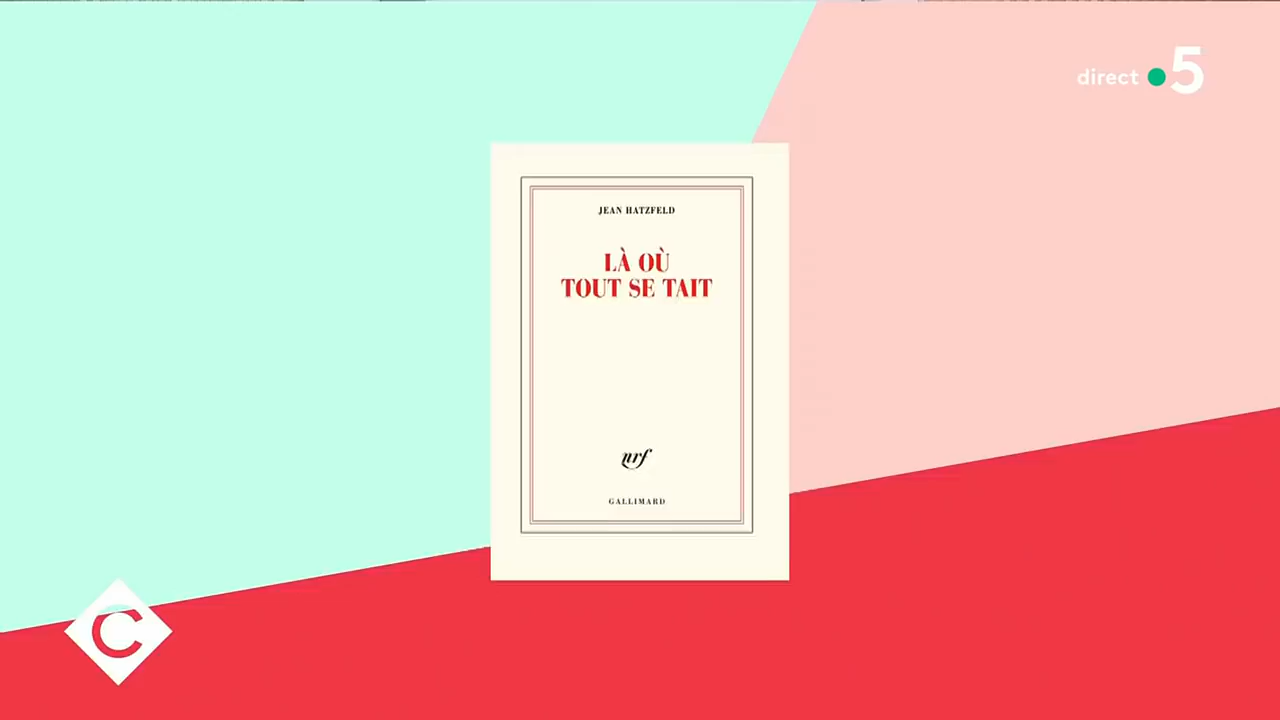 direct 5
JEAN HATZFELD
LÀ OÙ
TOUT SE TAIT
nrf
GALLIMARD
C